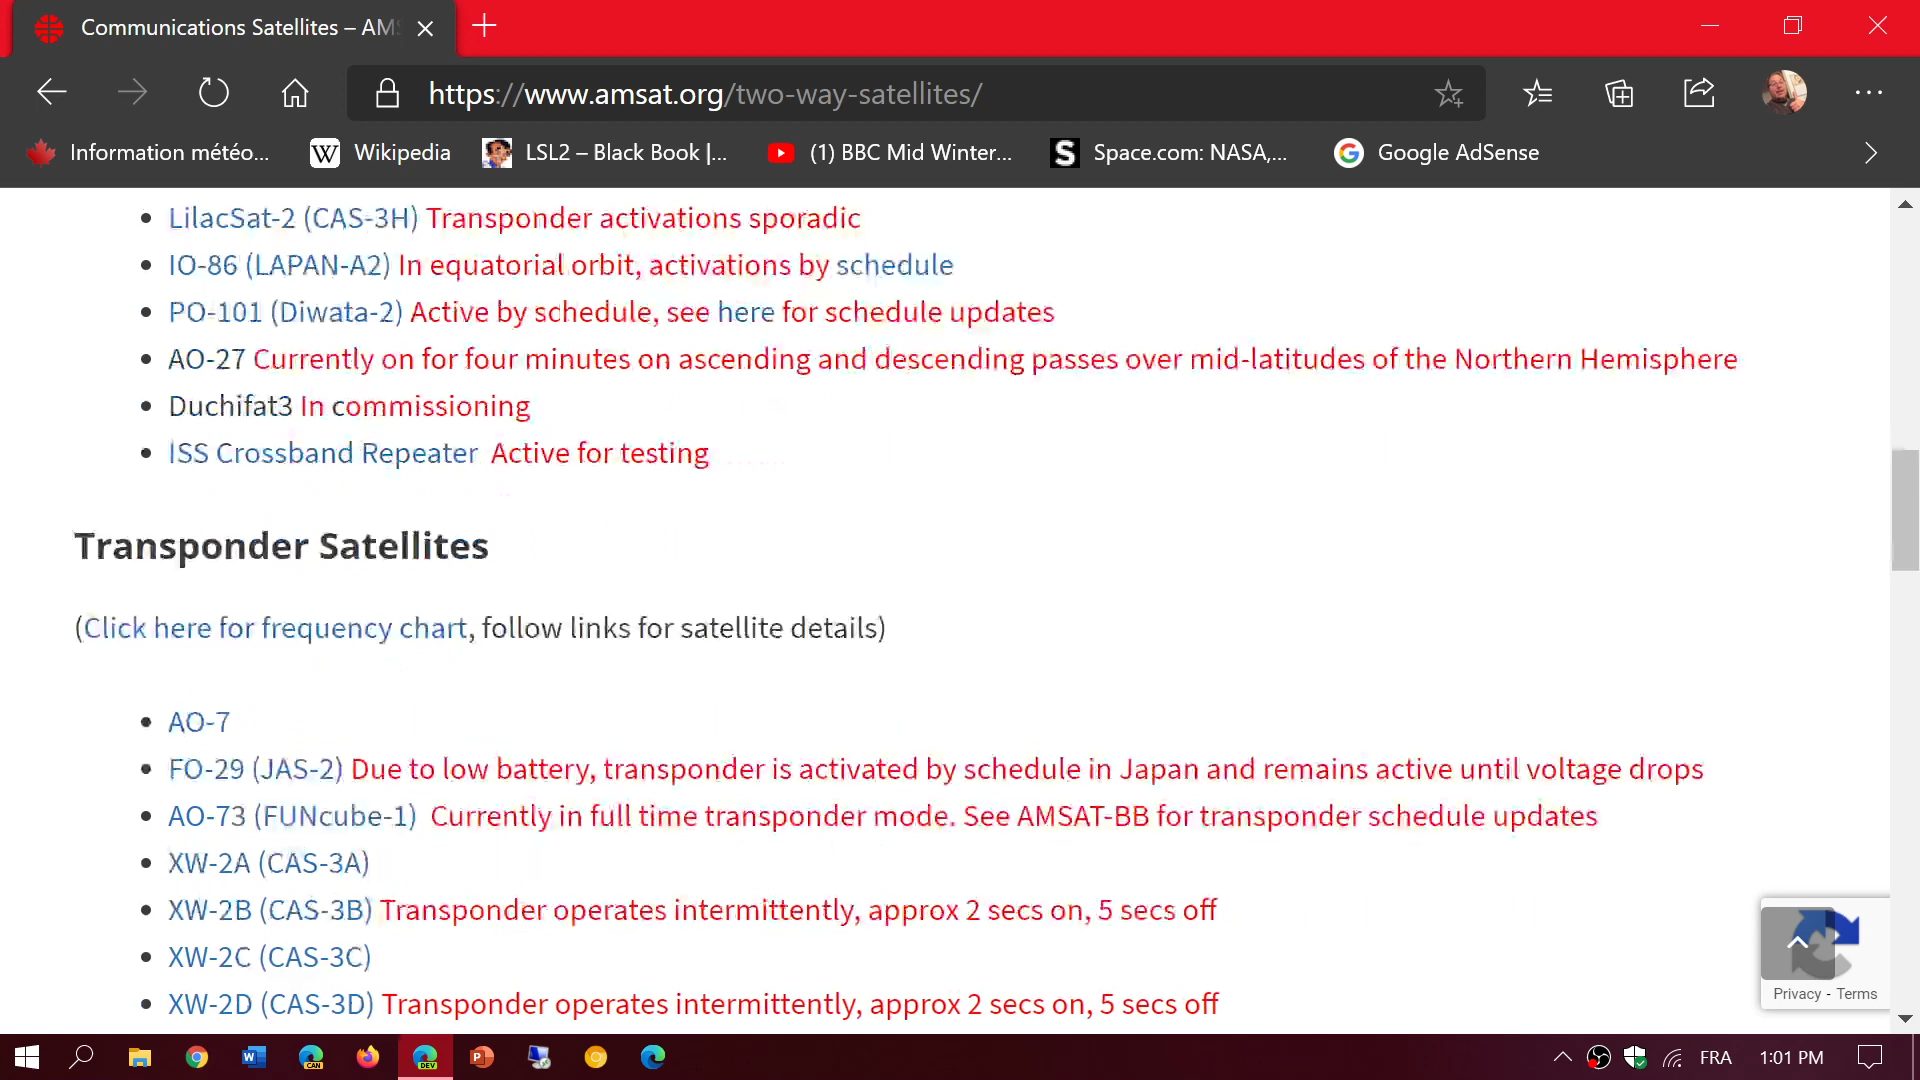 Communications Satellites – AMS
https://www.amsat.org/two-way-satellites/
Information météo...
Wikipedia
LSL2 – Black Book |...
(1) BBC Mid Winter...
Space.com: NASA,...
Google AdSense
LilacSat-2 (CAS-3H) Transponder activations sporadic
IO-86 (LAPAN-A2) In equatorial orbit, activations by schedule
PO-101 (Diwata-2) Active by schedule, see here for schedule updates
AO-27 Currently on for four minutes on ascending and descending passes over mid-latitudes of the Northern Hemisphere
Duchifat3 In commissioning
ISS Crossband Repeater Active for testing
Transponder Satellites
(Click here for frequency chart, follow links for satellite details)
AO-7
FO-29 (JAS-2) Due to low battery, transponder is activated by schedule in Japan and remains active until voltage drops
AO-73 (FUNcube-1) Currently in full time transponder mode. See AMSAT-BB for transponder schedule updates
XW-2A (CAS-3A)
XW-2B (CAS-3B) Transponder operates intermittently, approx 2 secs on, 5 secs off
XW-2C (CAS-3C)
XW-2D (CAS-3D) Transponder operates intermittently, approx 2 secs on, 5 secs off
Privacy - Terms
CAN
DEV
FRA
1:01 PM